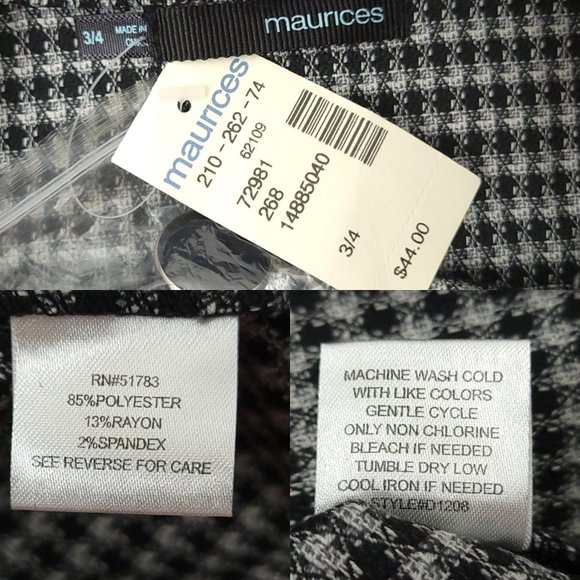 3/4
MADE IN
maurices
maurices
210-262-74
62109
72981
268
14885040
3/4
$44.00
RN#51783
85%POLYESTER
13%RAYON
2%SPANDEX
SEE REVERSE FOR CARE
MACHINE WASH COLD
WITH LIKE COLORS
GENTLE CYCLE
ONLY NON CHLORINE
BLEACH IF NEEDED
TUMBLE DRY LOW
COOL IRON IF NEEDED
STYLE#D1208